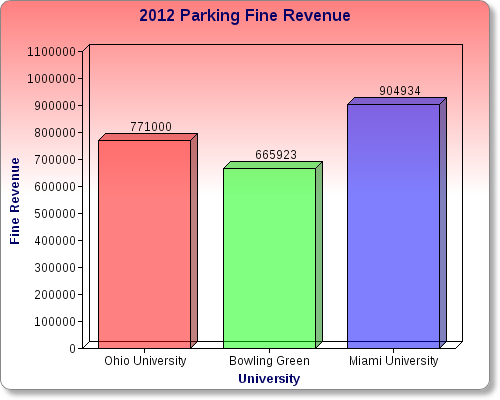 2012 Parking Fine Revenue
1100000
1000000
900000
800000
700000
600000
500000
400000
300000
200000
100000
0
Fine Revenue
771000
665923
904934
Ohio University
Bowling Green
Miami University
University